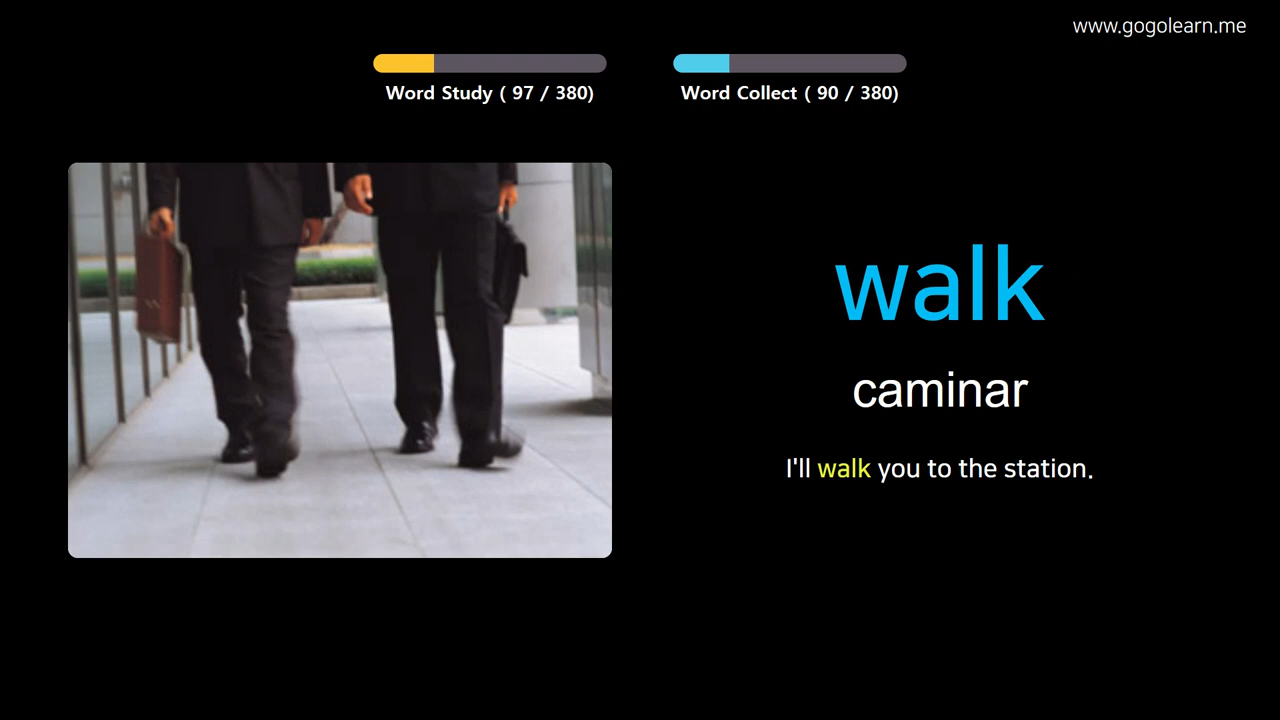 www.gogolearn.me
Word Study ( 97 / 380)
Word Collect ( 90 / 380)
walk
caminar
I'll walk you to the station.